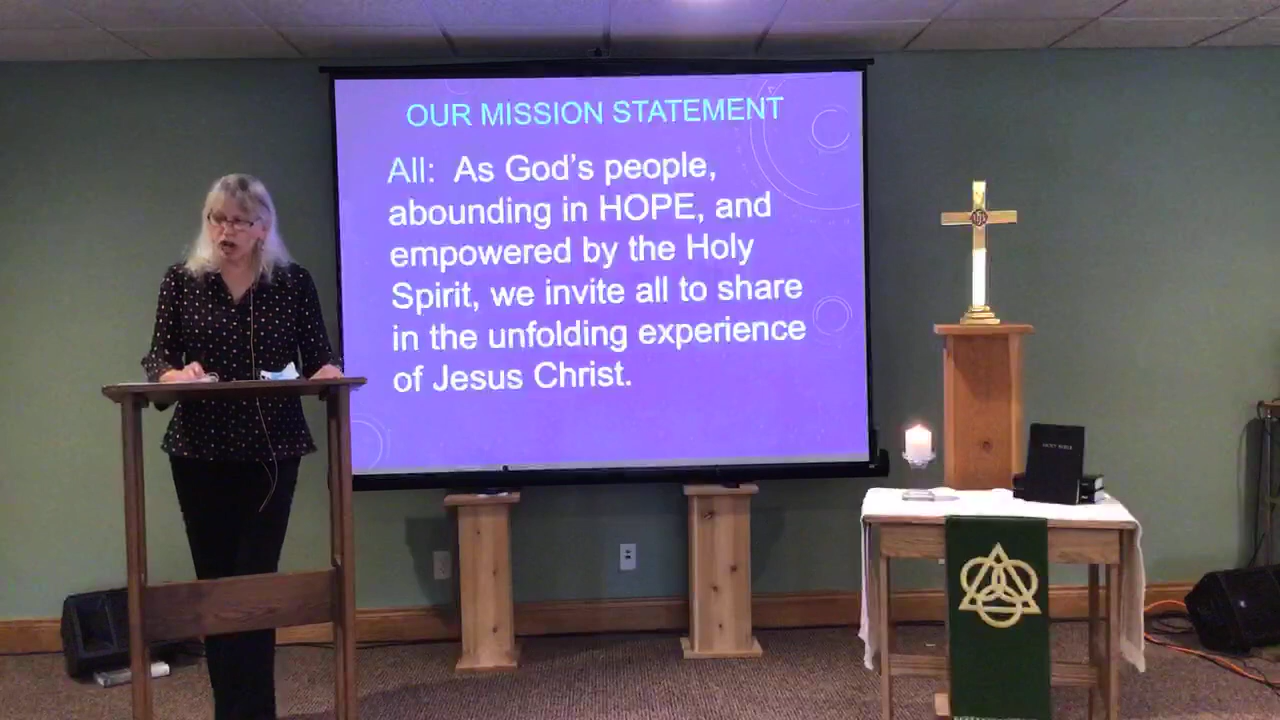 OUR MISSION STATEMENT
All: As God's people,
abounding in HOPE, and
empowered by the Holy
Spirit, we invite all to share
in the unfolding experience
of Jesus Christ.
HOLY BIBLE